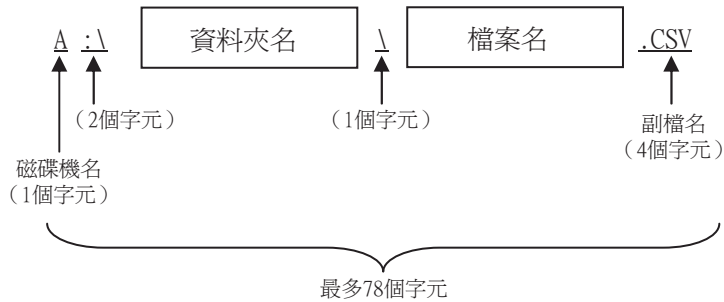 A :\ 資料夾名 \ 檔案名 .CSV
（2個字元） （1個字元） 副檔名
（4個字元）
磁碟機名
（1個字元）
最多78個字元